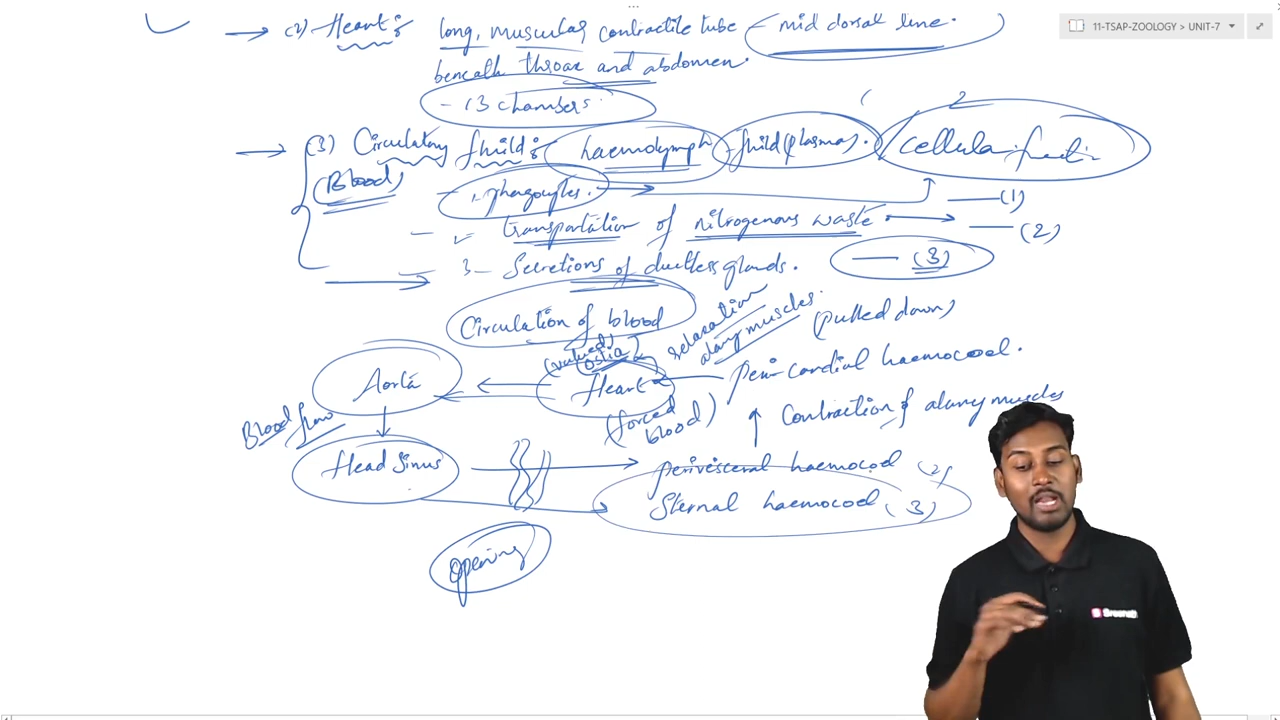 11-TSAP-ZOOLOGY > UNIT-7
(2) Heart : long, muscular contractile tube - mid dorsal line.
beneath thorax and abdomen.
- 13 chambers.
(3) Circulatory fluid : haemolymph - fluid (plasma). / cellular
(Blood)
- phagocytes.
(1)
- transportation of nitrogenous waste
(2)
3 - Secretions of ductless glands.
(3)
Circulation of blood
relaxation
alary muscles.
(pulled down)
(valved)
ostia
Aorta
Heart
peri-cardial haemocoel.
Blood flow
(forced
blood)
Contraction of alary muscles
Head sinus
perivisceral haemocoel (2)
Sternal haemocoel (3)
opening